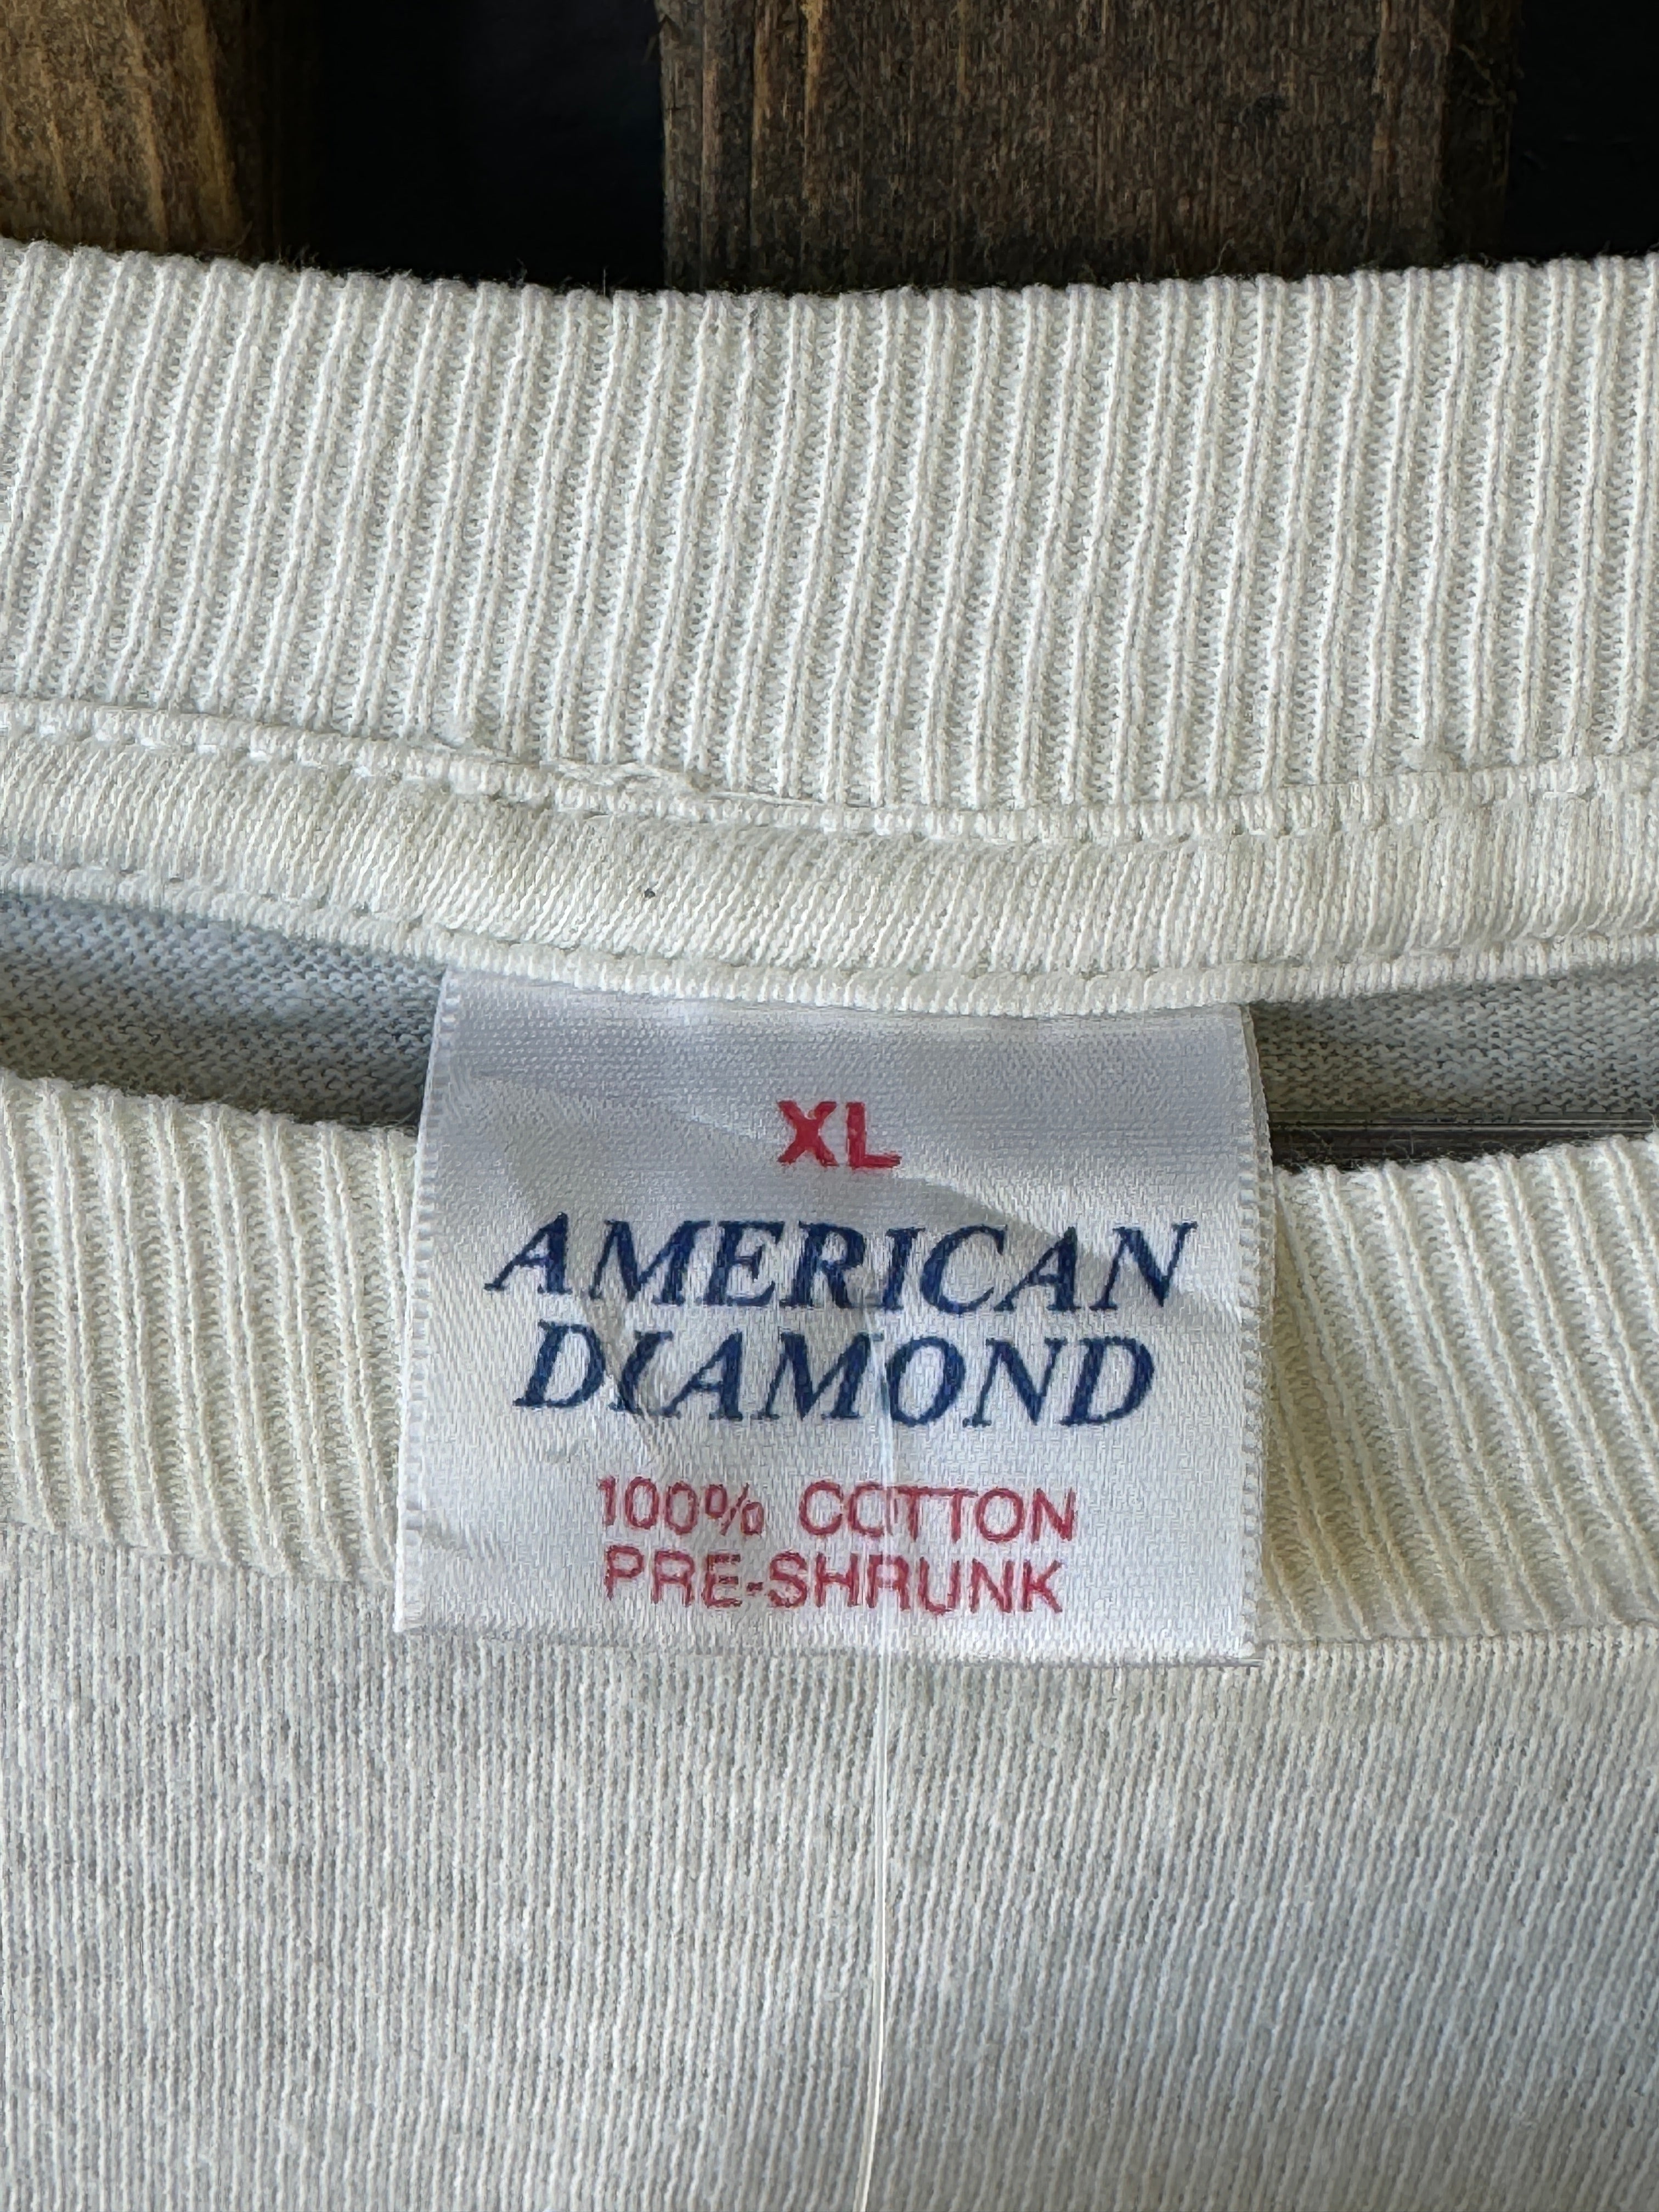 XL
AMERICAN
DIAMOND
100% COTTON
PRE-SHRUNK